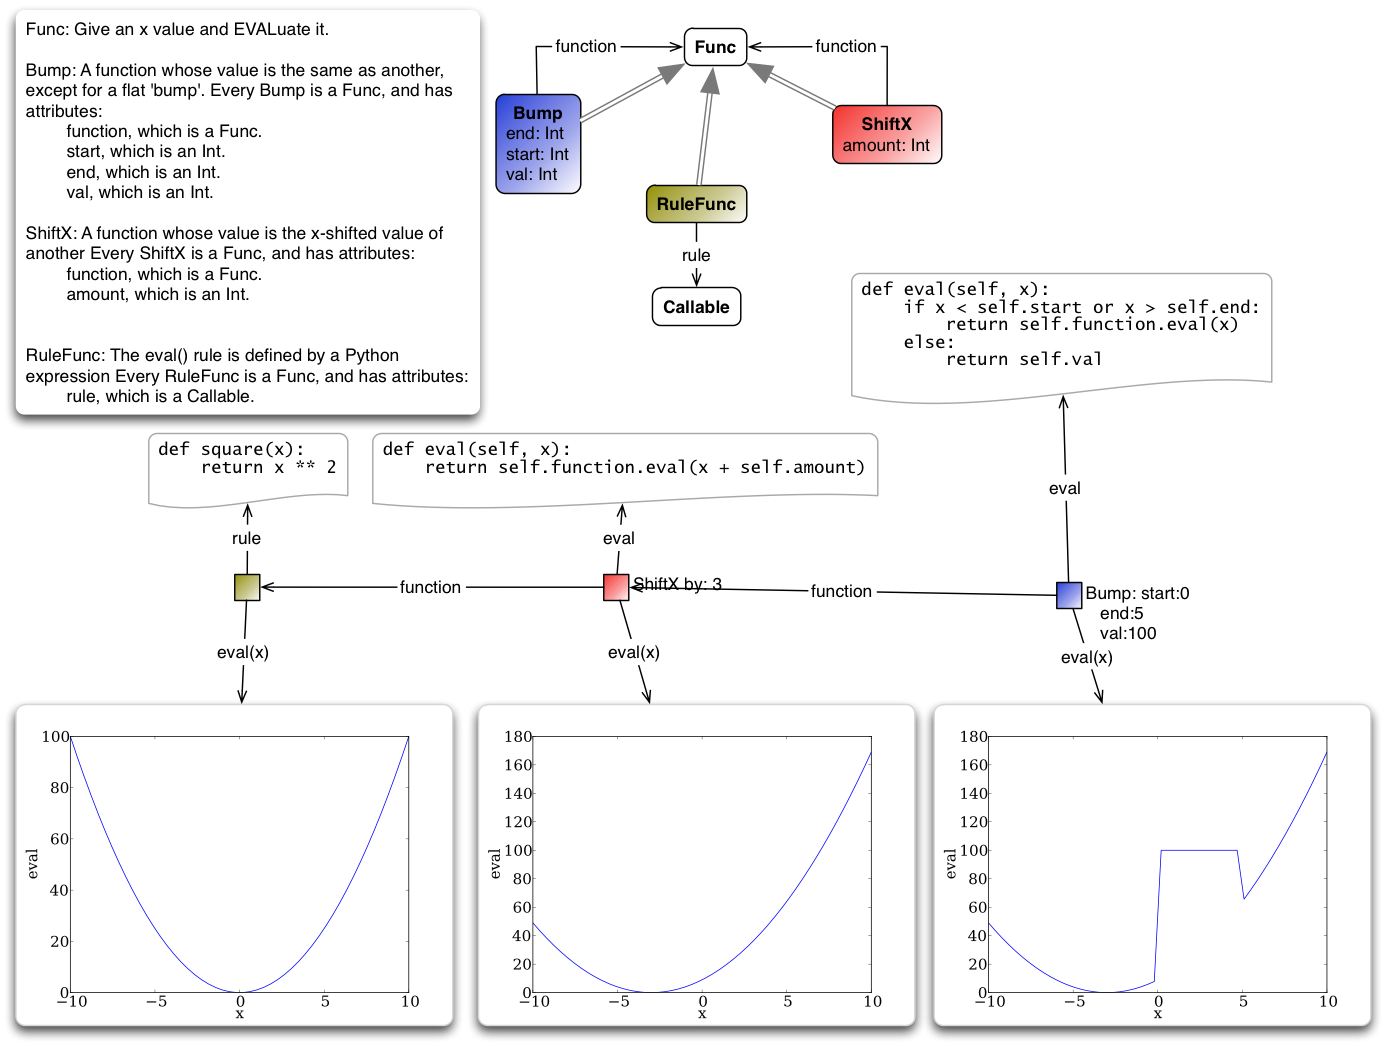 Func: Give an x value and EVALuate it.
Bump: A function whose value is the same as another,
except for a flat 'bump'. Every Bump is a Func, and has
attributes:
function, which is a Func.
start, which is an Int.
end, which is an Int.
val, which is an Int.
ShiftX: A function whose value is the x-shifted value of
another Every ShiftX is a Func, and has attributes:
function, which is a Func.
amount, which is an Int.
RuleFunc: The eval() rule is defined by a Python
expression Every RuleFunc is a Func, and has attributes:
rule, which is a Callable.
function
Func
function
Bump
end: Int
start: Int
val: Int
ShiftX
amount: Int
RuleFunc
rule
Callable
def eval(self, x):
if x < self.start or x > self.end:
return self.function.eval(x)
else:
return self.val
def square(x):
return x ** 2
def eval(self, x):
return self.function.eval(x + self.amount)
rule
eval
eval
function
ShiftX by: 3
function
Bump: start:0
end:5
val:100
eval(x)
eval(x)
eval(x)
100
80
60
40
20
0
eval
−10
−5
0
5
10
x
180
160
140
120
100
80
60
40
20
0
eval
−10
−5
0
5
10
x
180
160
140
120
100
80
60
40
20
0
eval
−10
−5
0
5
10
x